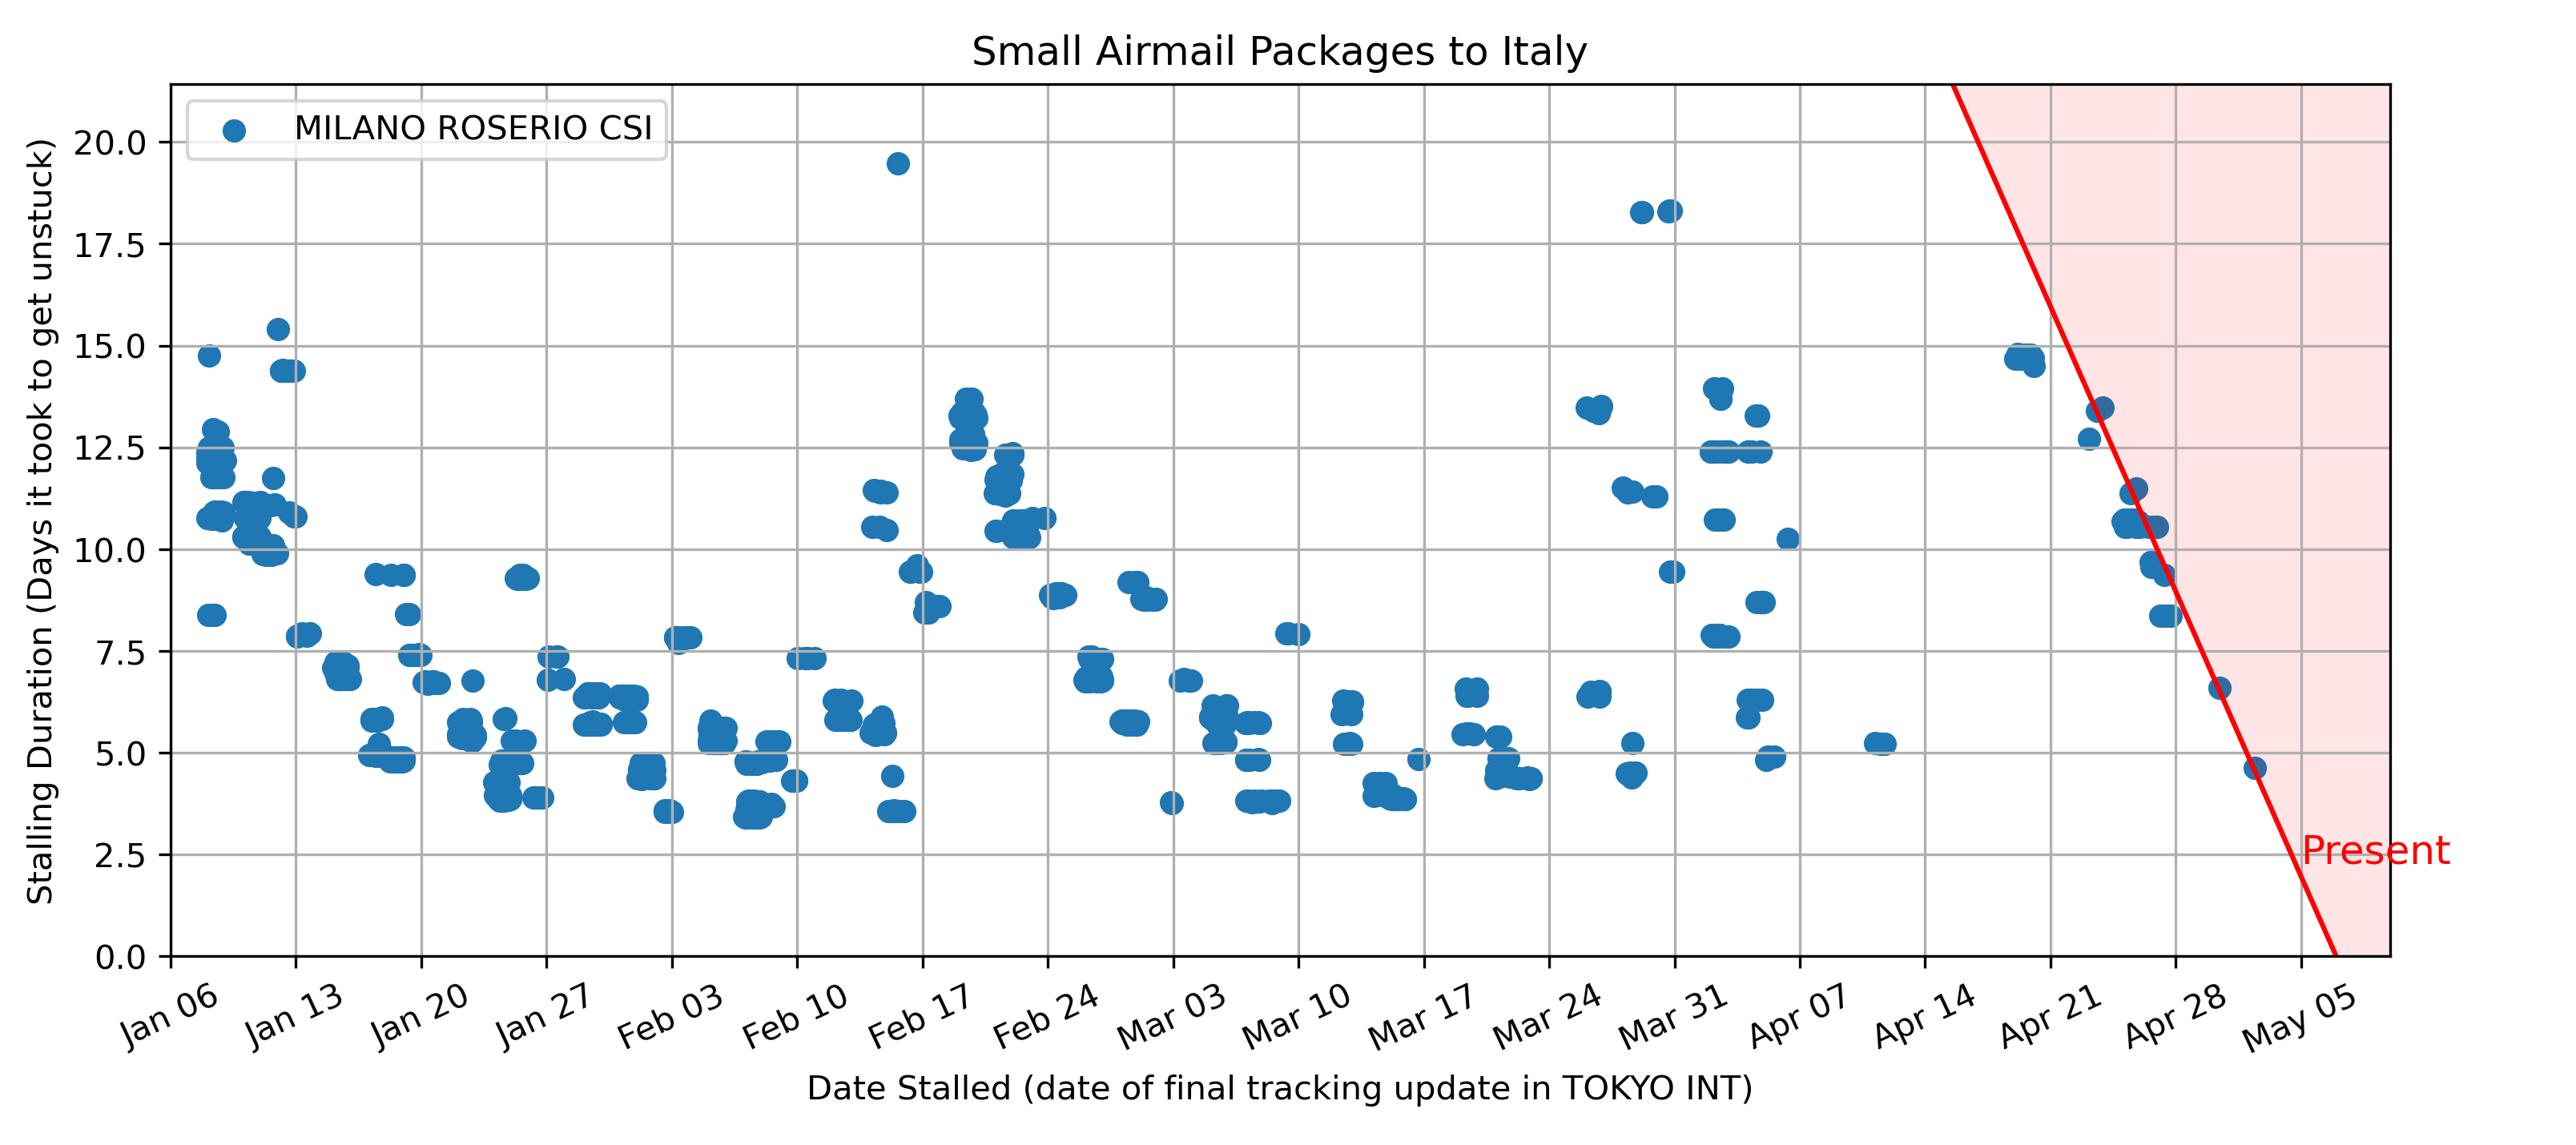 Small Airmail Packages to Italy
MILANO ROSERIO CSI
Stalling Duration (Days it took to get unstuck)
20.0
17.5
15.0
12.5
10.0
7.5
5.0
2.5
0.0
Present
Jan 06 Jan 13 Jan 20 Jan 27 Feb 03 Feb 10 Feb 17 Feb 24 Mar 03 Mar 10 Mar 17 Mar 24 Mar 31 Apr 07 Apr 14 Apr 21 Apr 28 May 05
Date Stalled (date of final tracking update in TOKYO INT)